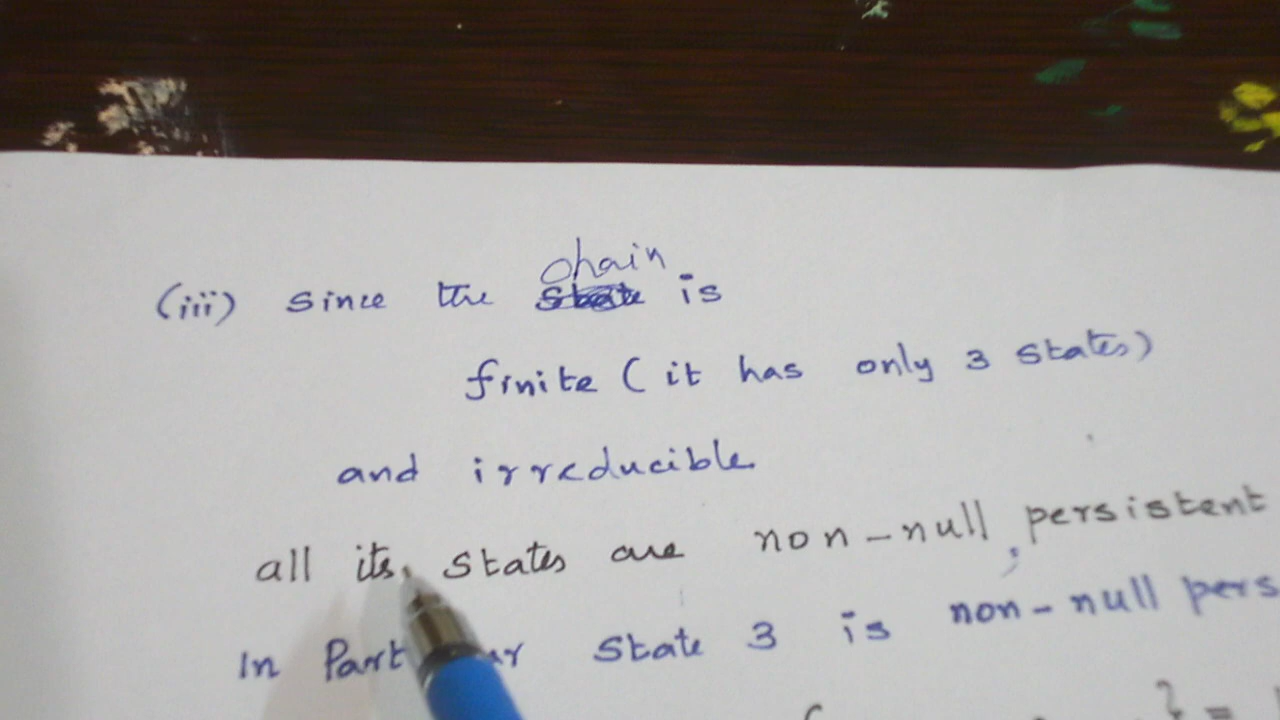 chain
(iii) since the is
finite (it has only 3 states)
and irreducible
all its states are non-null persistent
In State 3 is non-null
} =